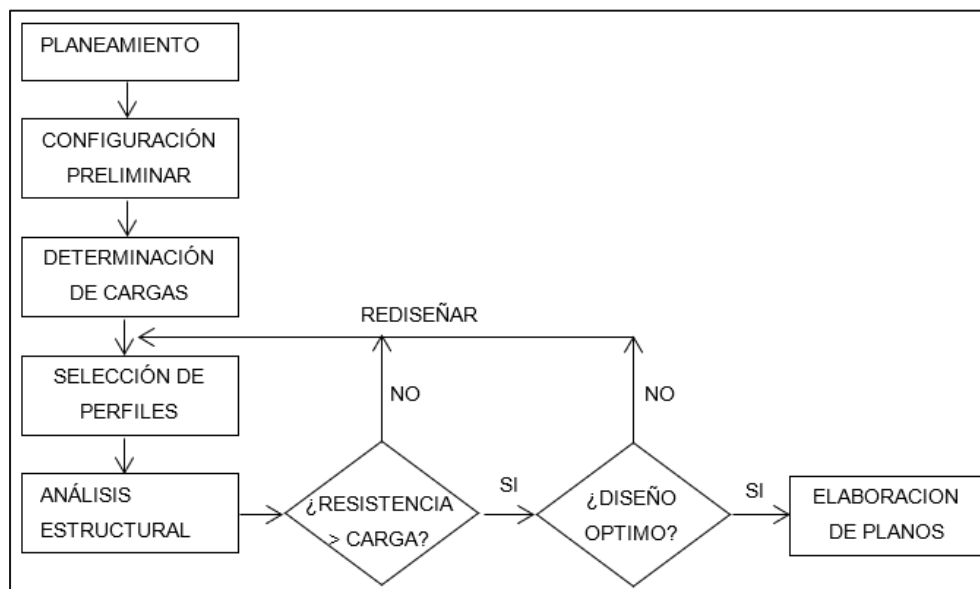 PLANEAMIENTO
CONFIGURACIÓN
PRELIMINAR
DETERMINACIÓN
DE CARGAS
REDISEÑAR
SELECCIÓN DE
PERFILES
NO
NO
ANÁLISIS
ESTRUCTURAL
¿RESISTENCIA
> CARGA?
SI
¿DISEÑO
OPTIMO?
SI
ELABORACION
DE PLANOS